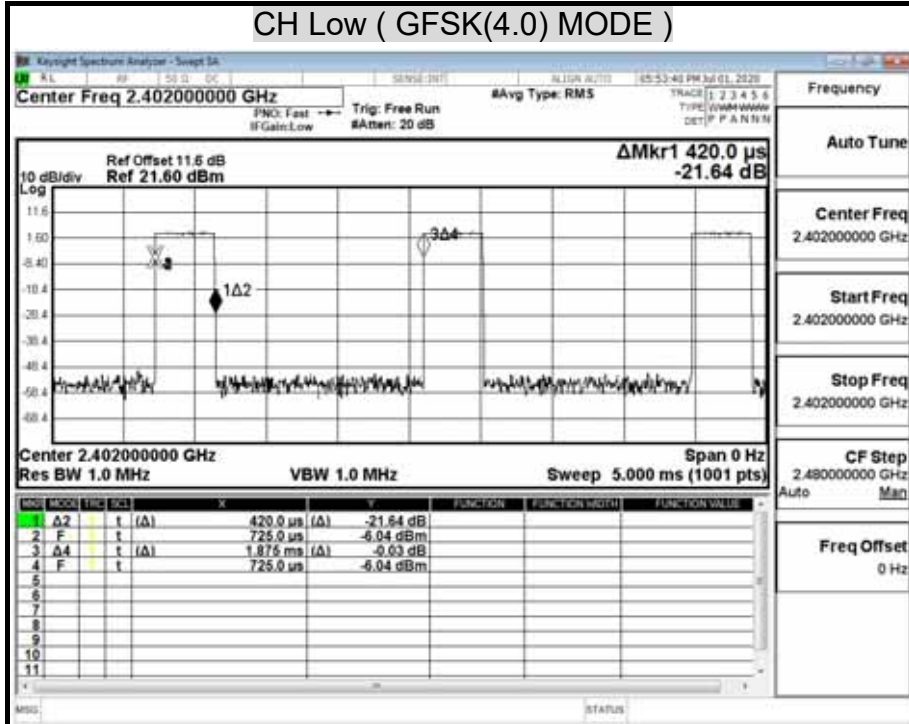 CH Low ( GFSK(4.0) MODE )
Keysight Spectrum Analyzer - Swept SA
RL RF 50 Ω DC SENSE:INT ALIGN AUTO 05:53:40 PM Jul 01, 2020
Center Freq 2.402000000 GHz
PNO: Fast
IFGain:Low
Trig: Free Run
#Atten: 20 dB
#Avg Type: RMS
TRACE 1 2 3 4 5 6
TYPE
DET P P A N N N
ΔMkr1 420.0 µs
-21.64 dB
Ref Offset 11.6 dB
10 dB/div Ref 21.60 dBm
Log
11.6
1.60
-8.40
-18.4
-28.4
-38.4
-48.4
-58.4
-68.4
3Δ4
1Δ2
Center 2.402000000 GHz Span 0 Hz
Res BW 1.0 MHz VBW 1.0 MHz Sweep 5.000 ms (1001 pts)
MKR MODE TRC SCL X Y FUNCTION FUNCTION WIDTH FUNCTION VALUE
1 Δ2 1 t (Δ) 420.0 µs (Δ) -21.64 dB
2 F 1 t 725.0 µs -6.04 dBm
3 Δ4 1 t (Δ) 1.875 ms (Δ) -0.03 dB
4 F 1 t 725.0 µs -6.04 dBm
5
6
7
8
9
10
11
MSG STATUS
Frequency
Auto Tune
Center Freq
2.402000000 GHz
Start Freq
2.402000000 GHz
Stop Freq
2.402000000 GHz
CF Step
2.480000000 GHz
Auto Man
Freq Offset
0 Hz